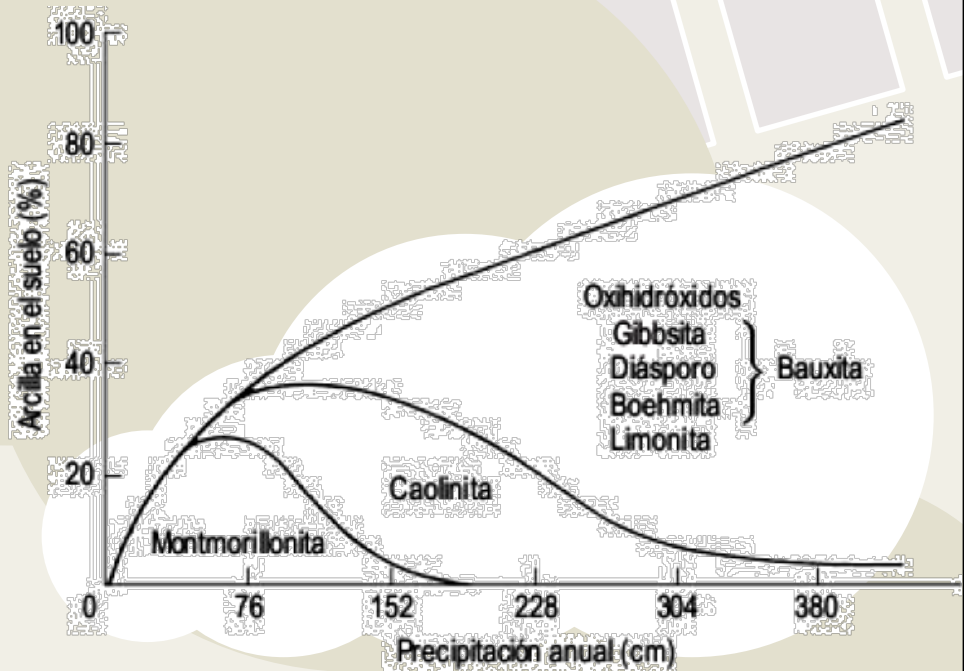 100
80
60
40
20
Arcilla en el suelo (%)
Oxihidróxidos
Gibbsita
Diásporo
Boehmita
Limonita
Bauxita
Caolinita
Montmorillonita
0 76 152 228 304 380
Precipitación anual (cm)